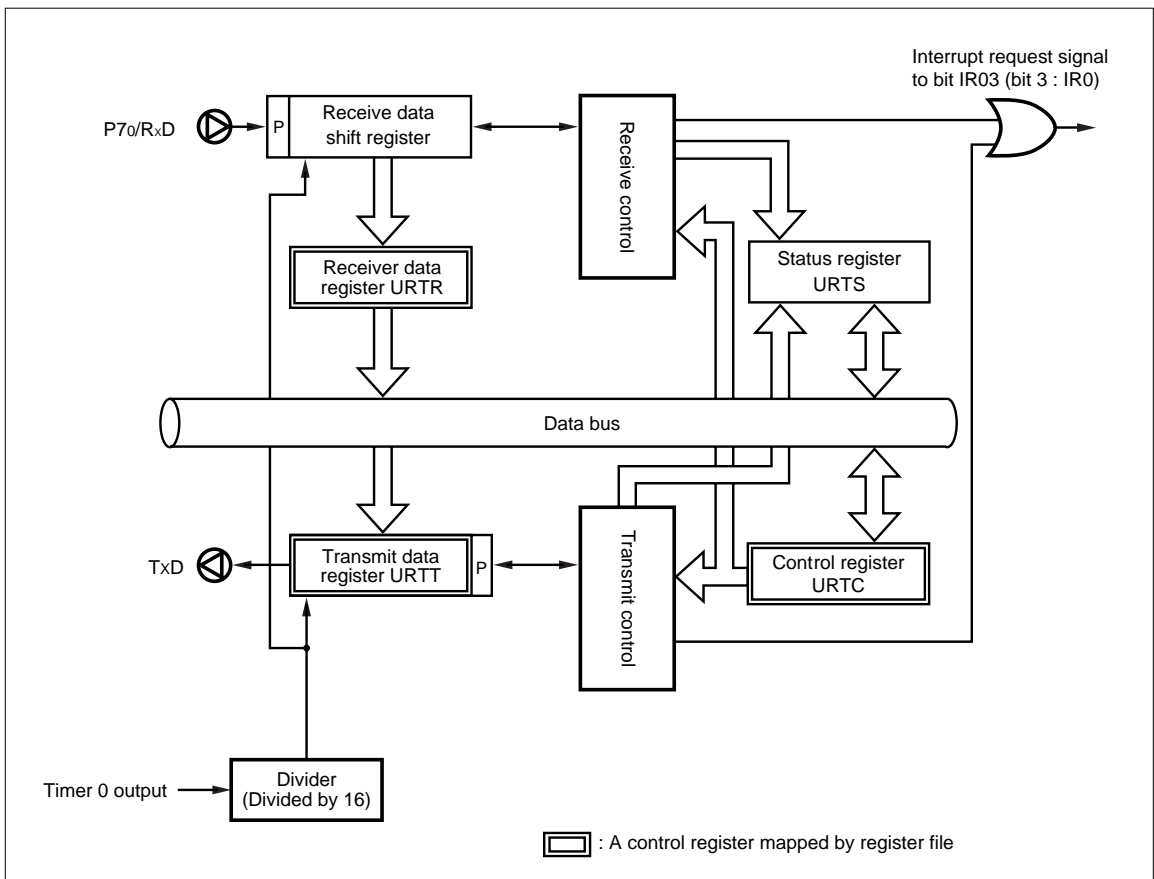 Interrupt request signal
to bit IR03 (bit 3 : IR0)
P70/RxD
P
Receive data
shift register
Receive control
Receiver data
register URTR
Status register
URTS
Data bus
TxD
Transmit data
register URTT
P
Transmit control
Control register
URTC
Timer 0 output
Divider
(Divided by 16)
: A control register mapped by register file